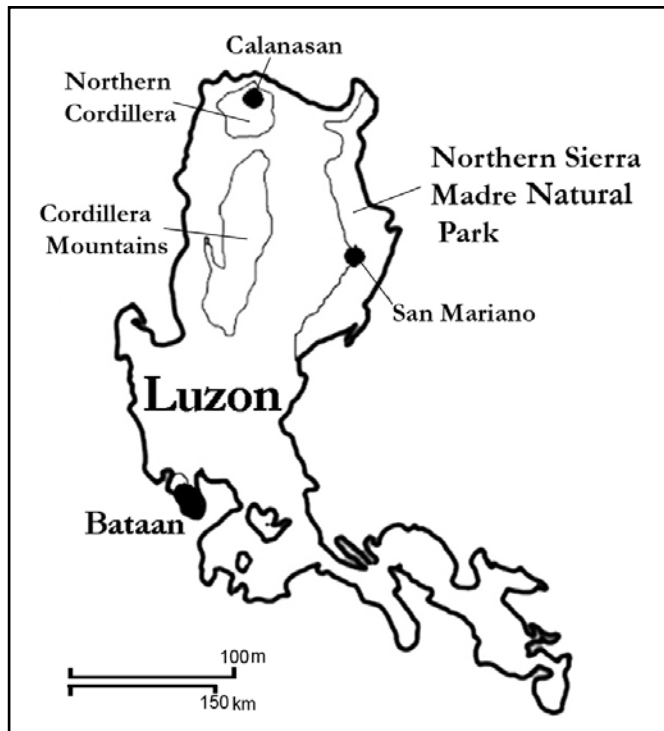 Calanasan
Northern
Cordillera
Northern Sierra
Madre Natural
Park
Cordillera
Mountains
San Mariano
Luzon
Bataan
100m
150 km